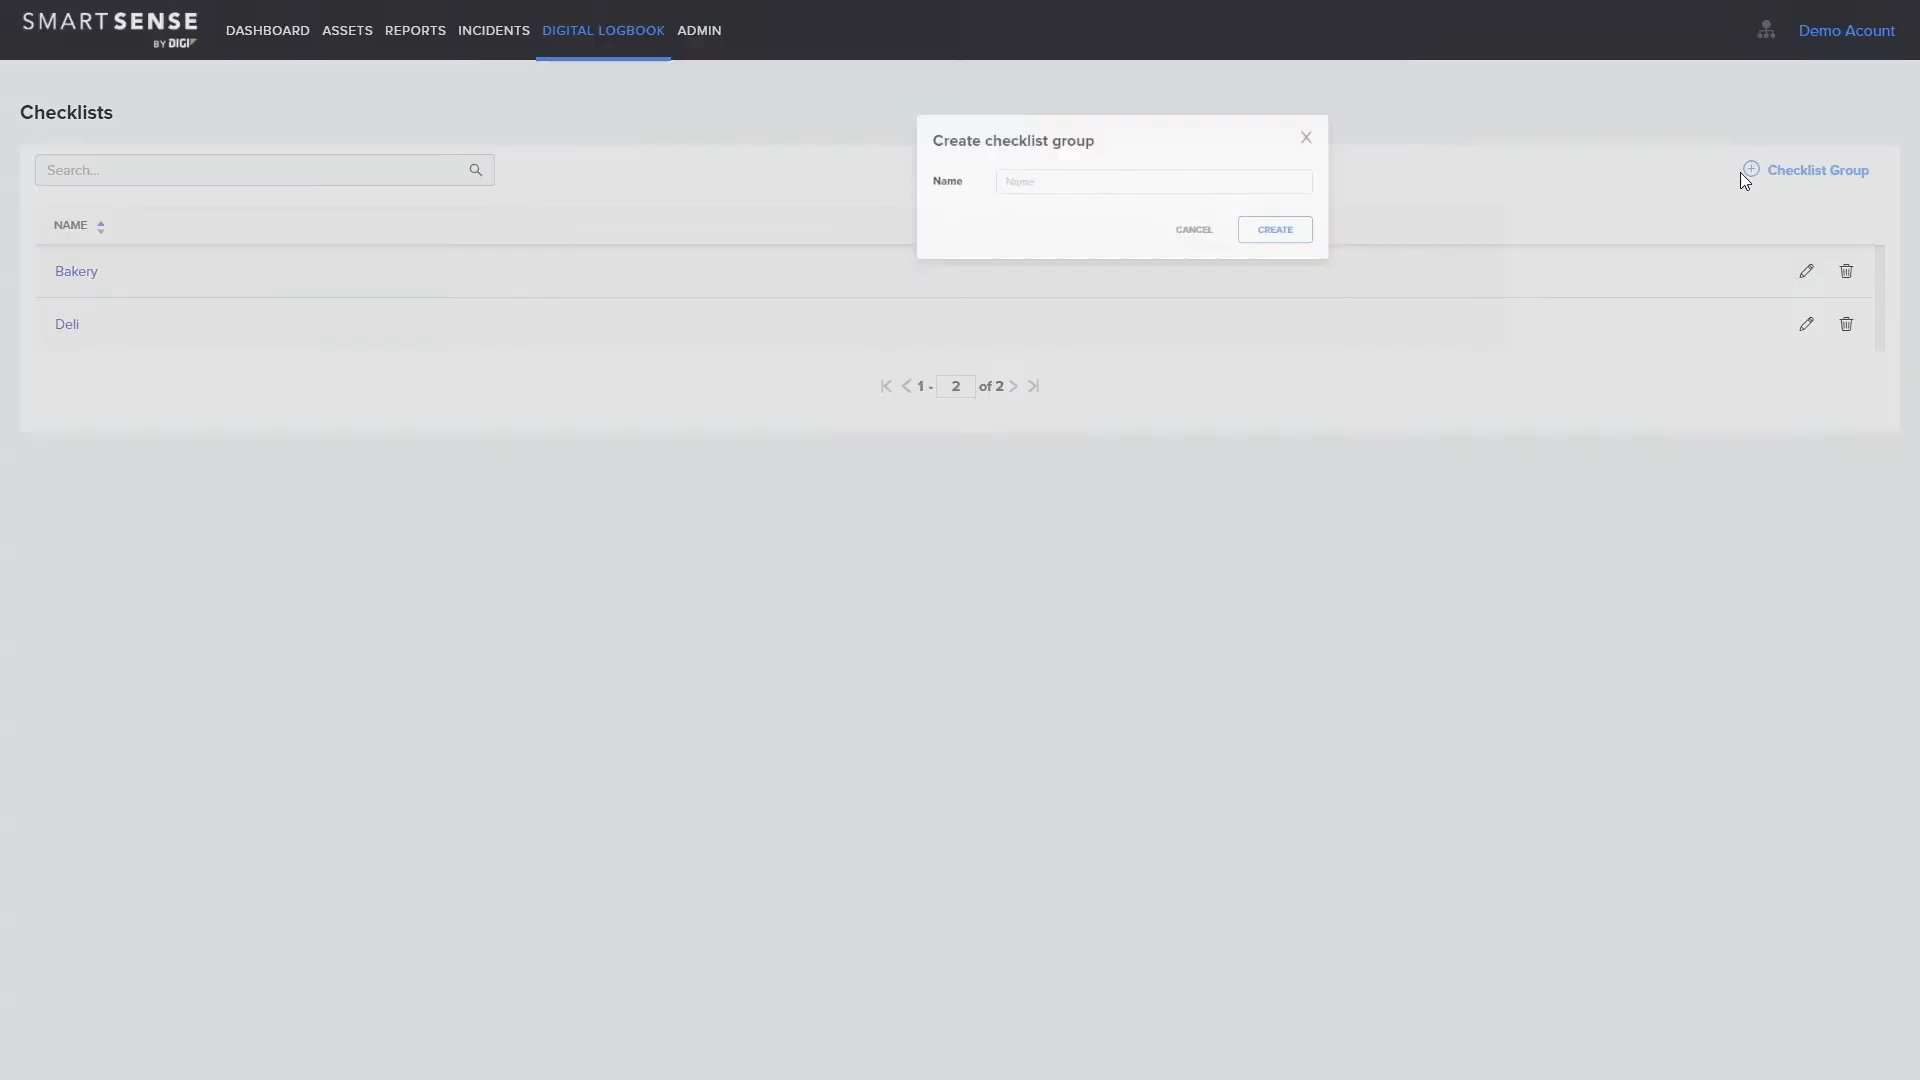 SMARTSENSE
BY DIGI
DASHBOARD ASSETS REPORTS INCIDENTS DIGITAL LOGBOOK ADMIN
Demo Acount
Checklists
Create checklist group
Search...
Checklist Group
Name Name
NAME
CANCEL CREATE
Bakery
Deli
1 - 2 of 2